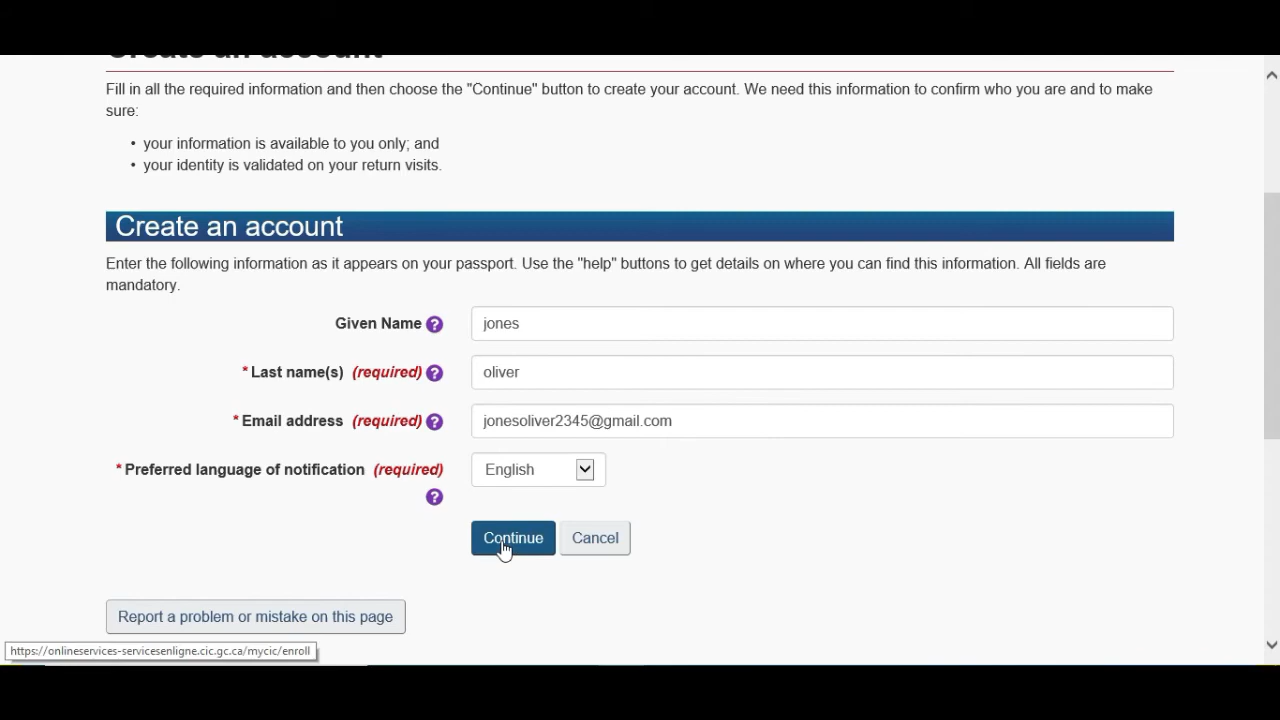 Create an account
Fill in all the required information and then choose the "Continue" button to create your account. We need this information to confirm who you are and to make
sure:
• your information is available to you only; and
• your identity is validated on your return visits.
Create an account
Enter the following information as it appears on your passport. Use the "help" buttons to get details on where you can find this information. All fields are
mandatory.
Given Name ? jones
* Last name(s) (required) ? oliver
* Email address (required) ? jonesoliver2345@gmail.com
* Preferred language of notification (required) English
?
Continue Cancel
Report a problem or mistake on this page
https://onlineservices-servicesenligne.cic.gc.ca/mycic/enroll